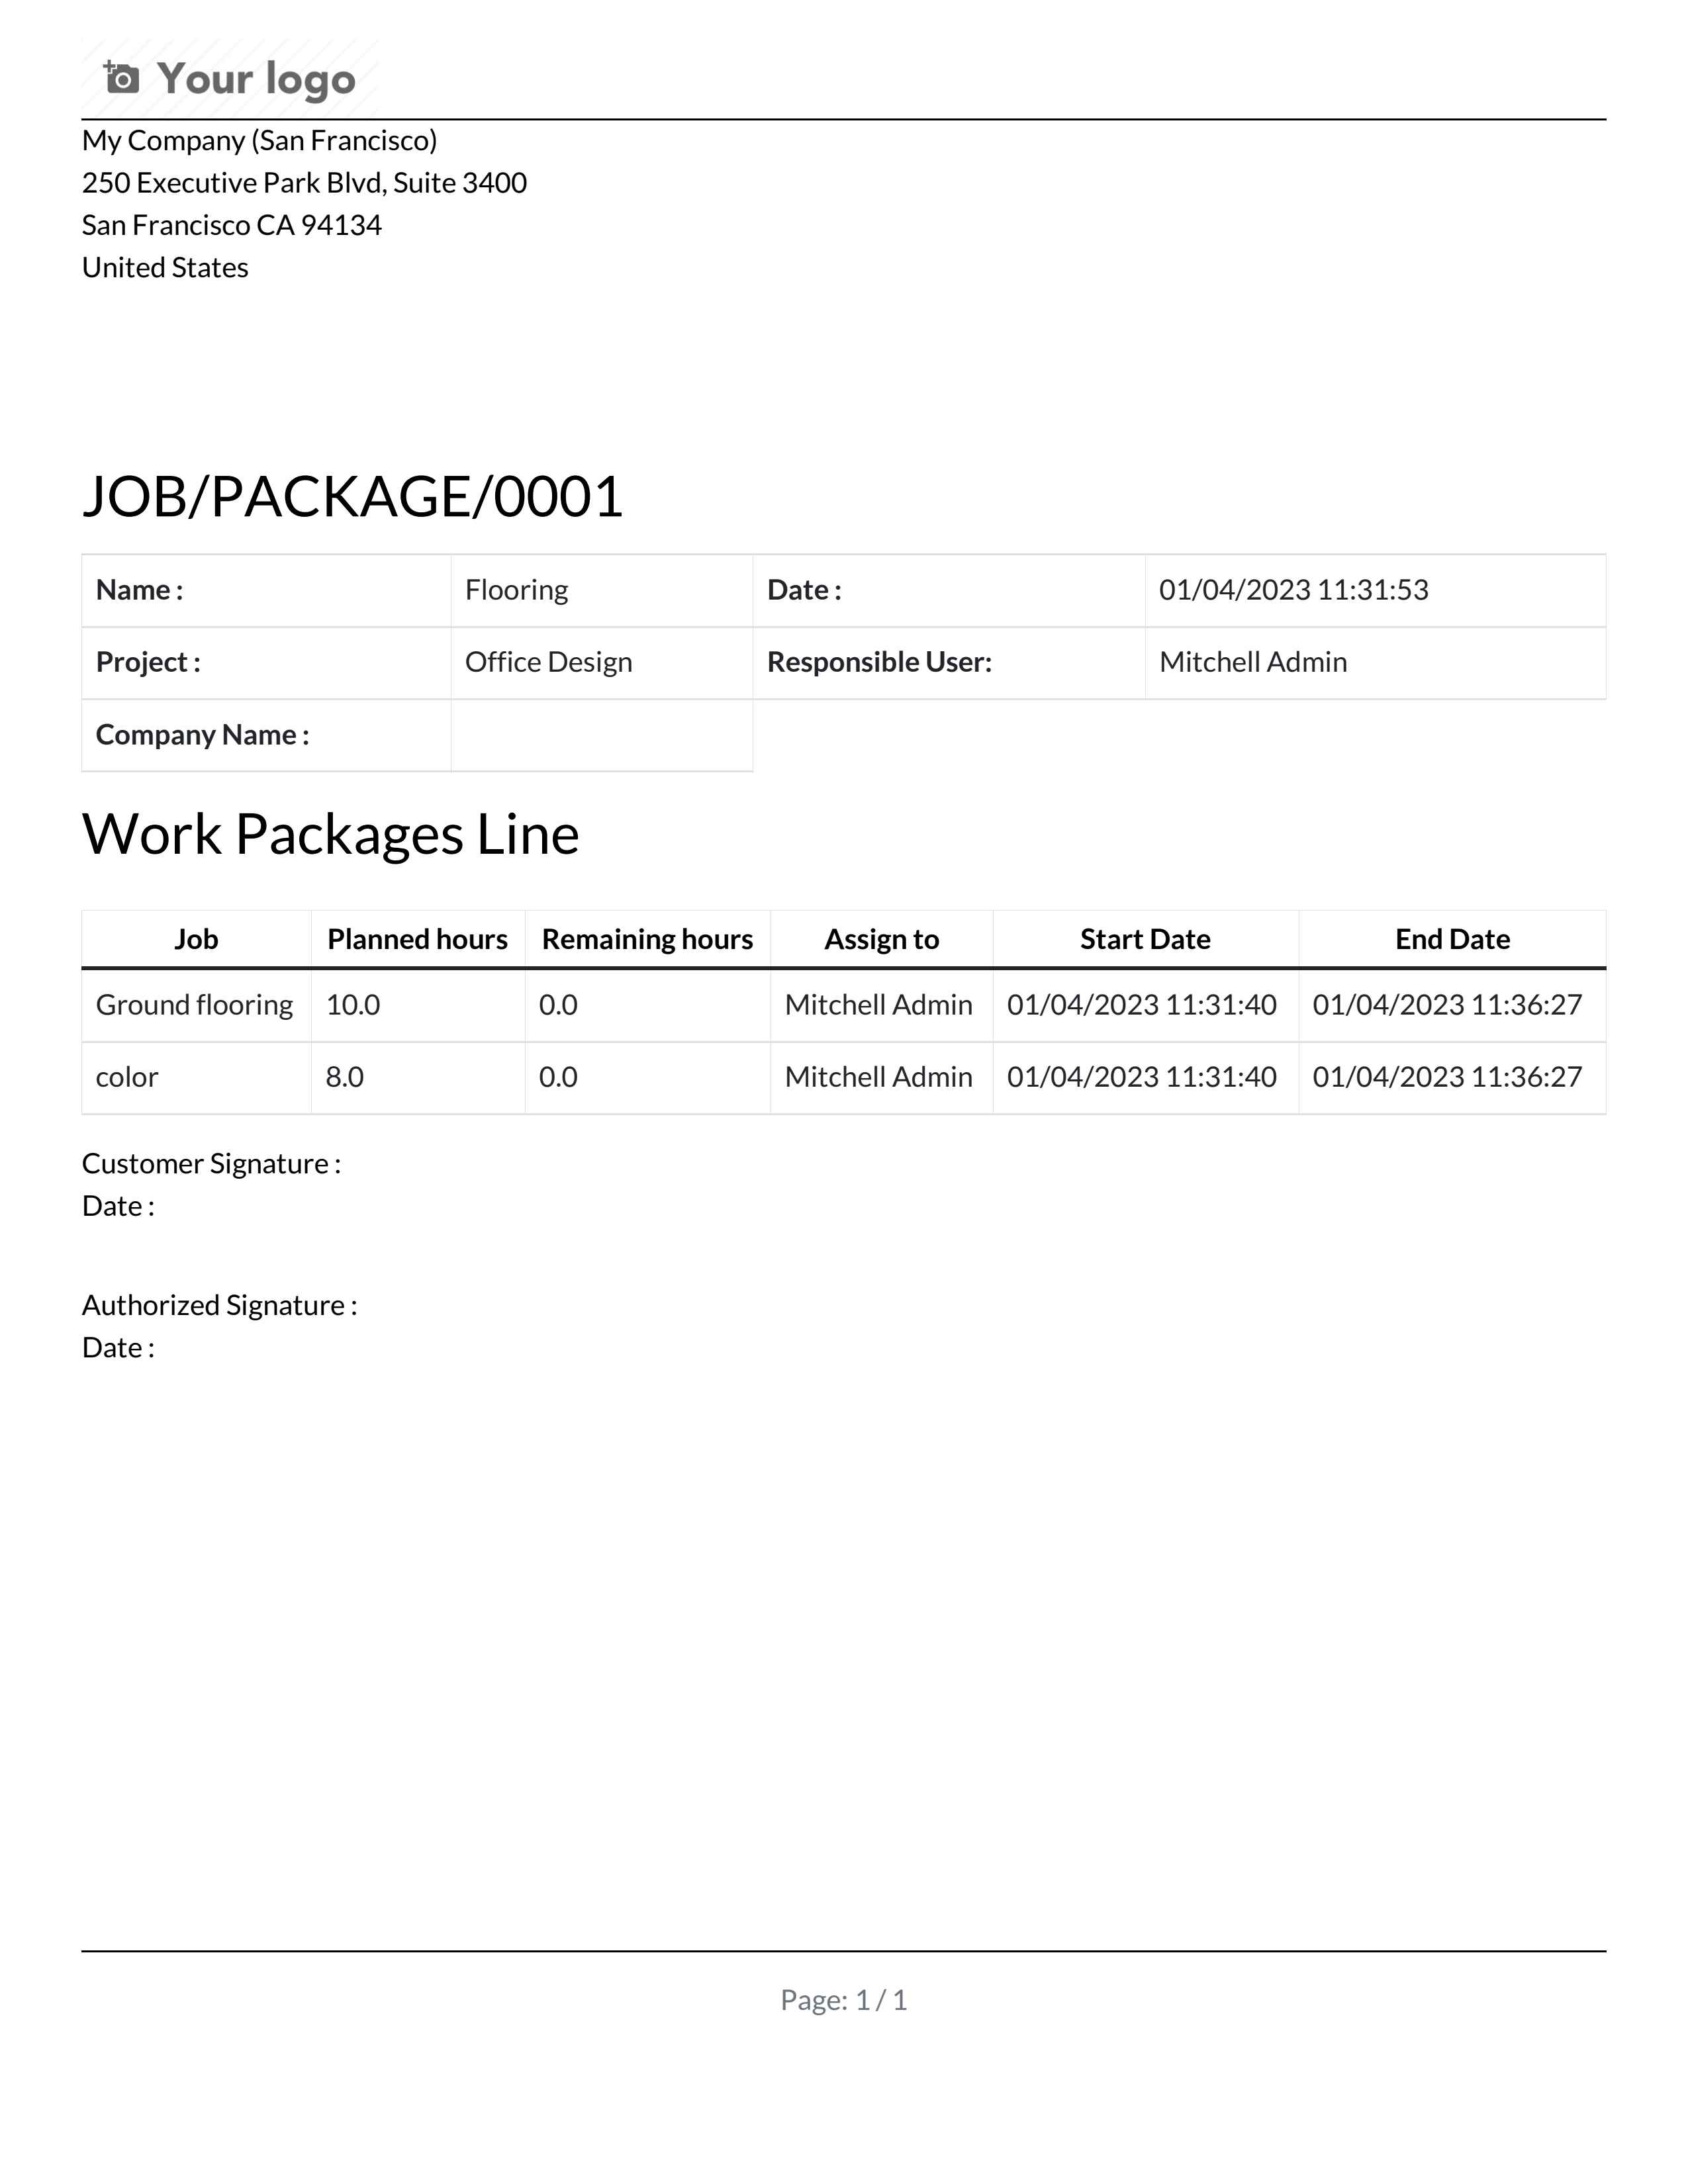 Your logo
My Company (San Francisco)
250 Executive Park Blvd, Suite 3400
San Francisco CA 94134
United States
JOB/PACKAGE/0001
Name : Flooring Date : 01/04/2023 11:31:53
Project : Office Design Responsible User: Mitchell Admin
Company Name :
Work Packages Line
Job Planned hours Remaining hours Assign to Start Date End Date
Ground flooring 10.0 0.0 Mitchell Admin 01/04/2023 11:31:40 01/04/2023 11:36:27
color 8.0 0.0 Mitchell Admin 01/04/2023 11:31:40 01/04/2023 11:36:27
Customer Signature :
Date :
Authorized Signature :
Date :
Page: 1 / 1